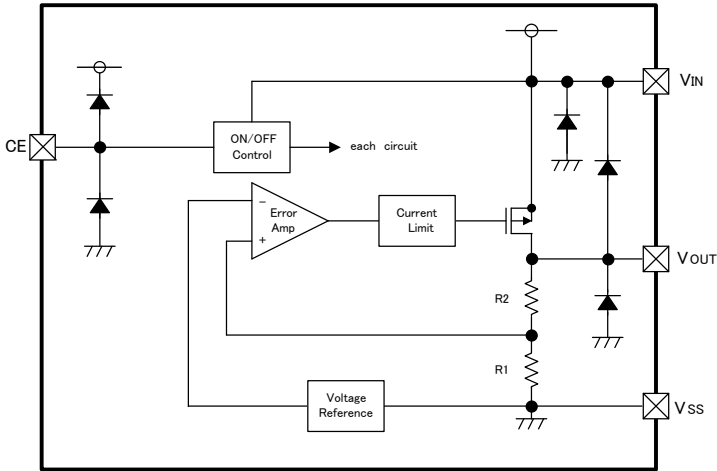 VIN
CE
ON/OFF
Control
each circuit
−
Error
Amp
+
Current
Limit
VOUT
R2
R1
Voltage
Reference
VSS